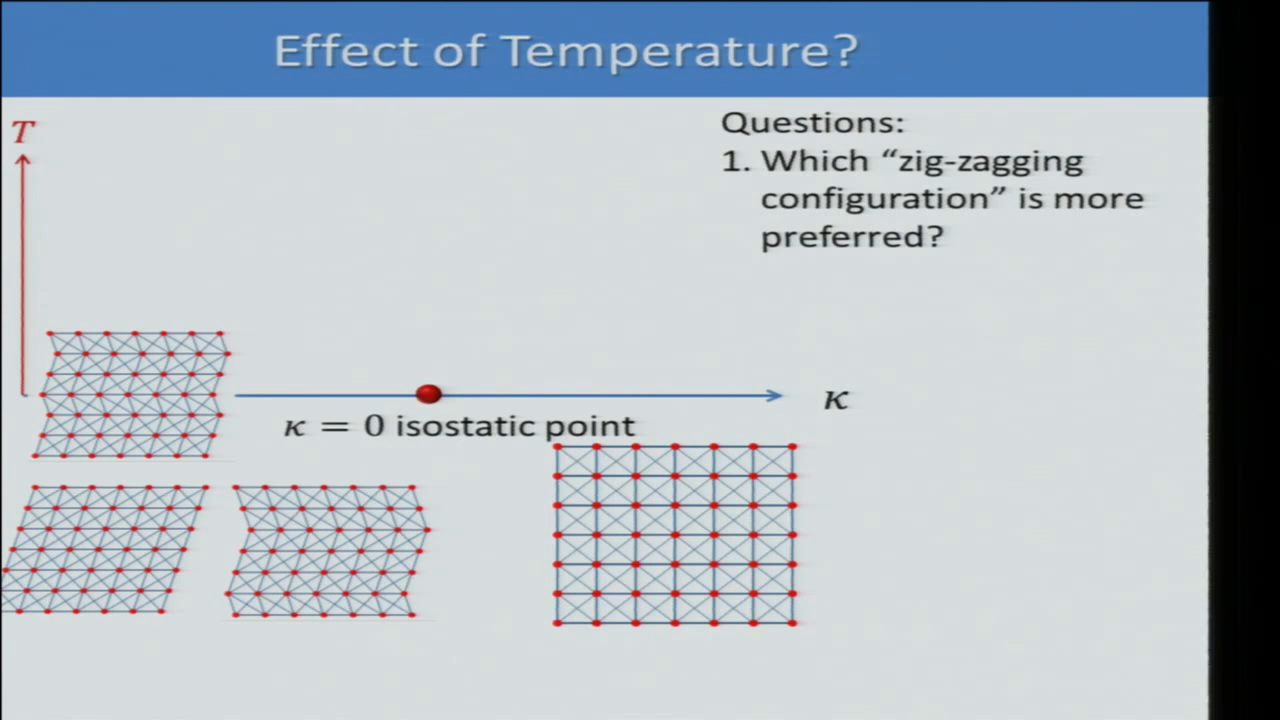 Effect of Temperature?
T
Questions:
1. Which “zig-zagging
configuration” is more
preferred?
κ
κ = 0 isostatic point